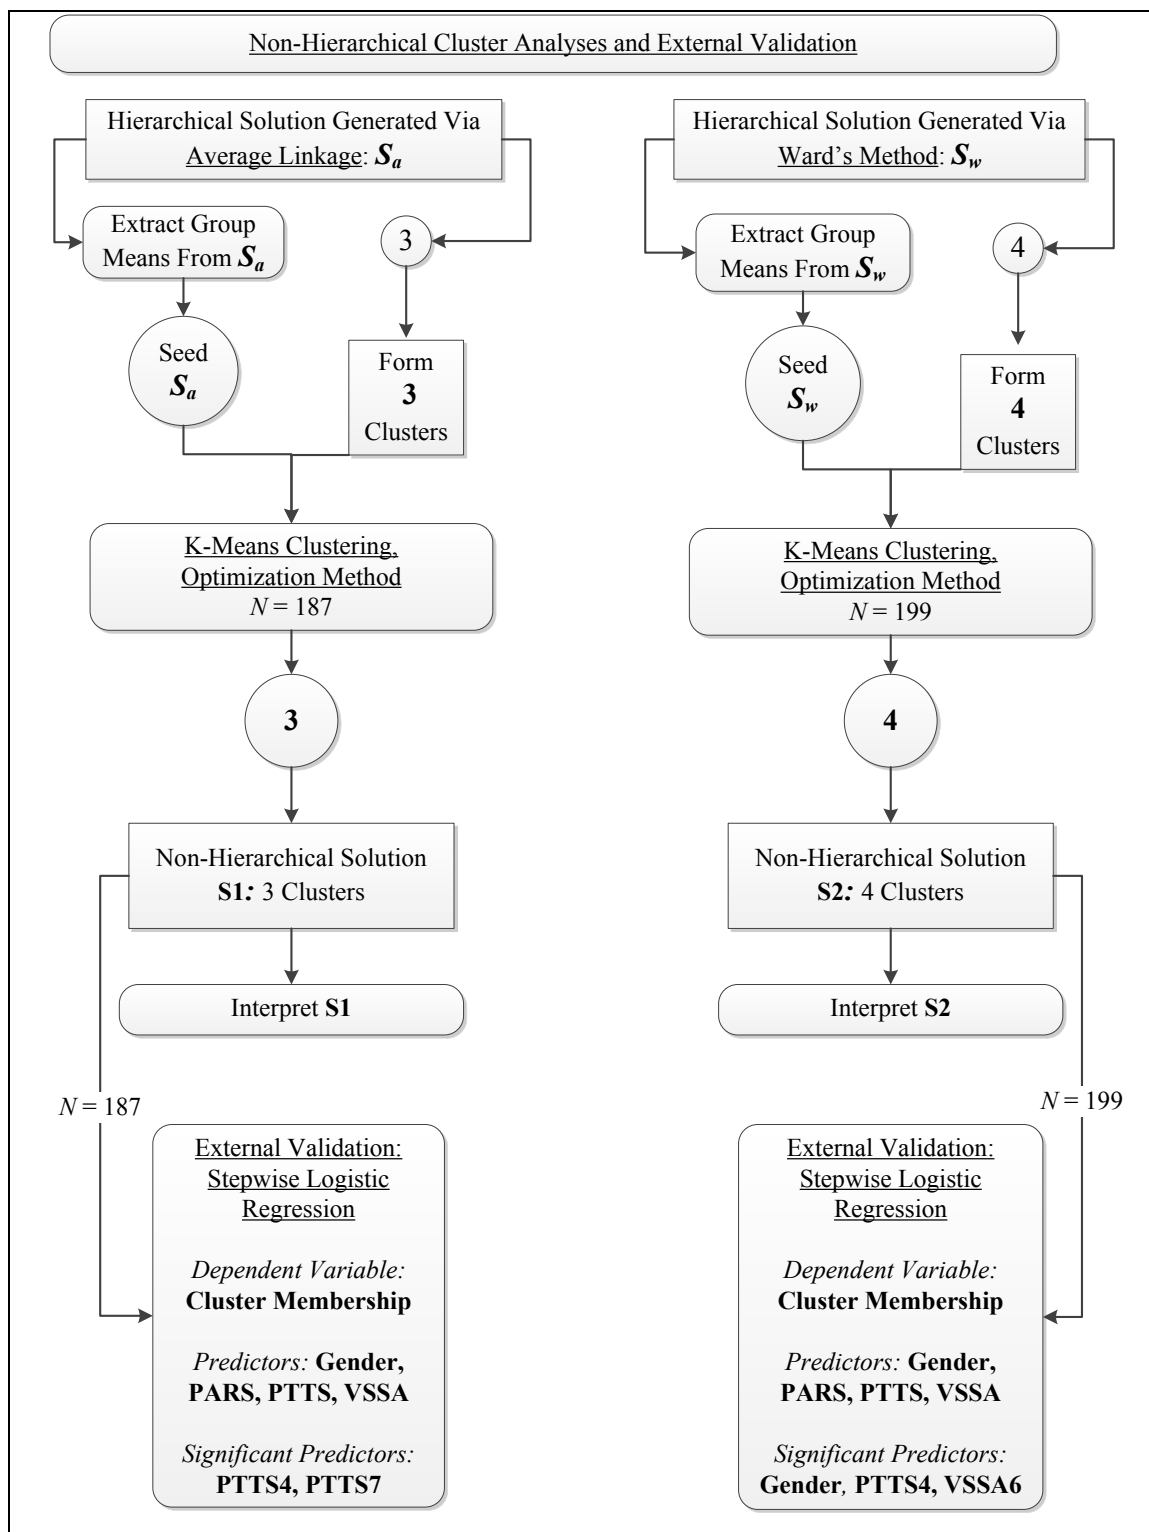 Non-Hierarchical Cluster Analyses and External Validation
Hierarchical Solution Generated Via
Average Linkage: Sa
Extract Group
Means From Sa
3
Seed
Sa
Form
3
Clusters
K-Means Clustering,
Optimization Method
N = 187
3
Non-Hierarchical Solution
S1: 3 Clusters
Interpret S1
N = 187
External Validation:
Stepwise Logistic
Regression
Dependent Variable:
Cluster Membership
Predictors: Gender,
PARS, PTTS, VSSA
Significant Predictors:
PTTS4, PTTS7
Hierarchical Solution Generated Via
Ward's Method: Sw
Extract Group
Means From Sw
4
Seed
Sw
Form
4
Clusters
K-Means Clustering,
Optimization Method
N = 199
4
Non-Hierarchical Solution
S2: 4 Clusters
Interpret S2
N = 199
External Validation:
Stepwise Logistic
Regression
Dependent Variable:
Cluster Membership
Predictors: Gender,
PARS, PTTS, VSSA
Significant Predictors:
Gender, PTTS4, VSSA6